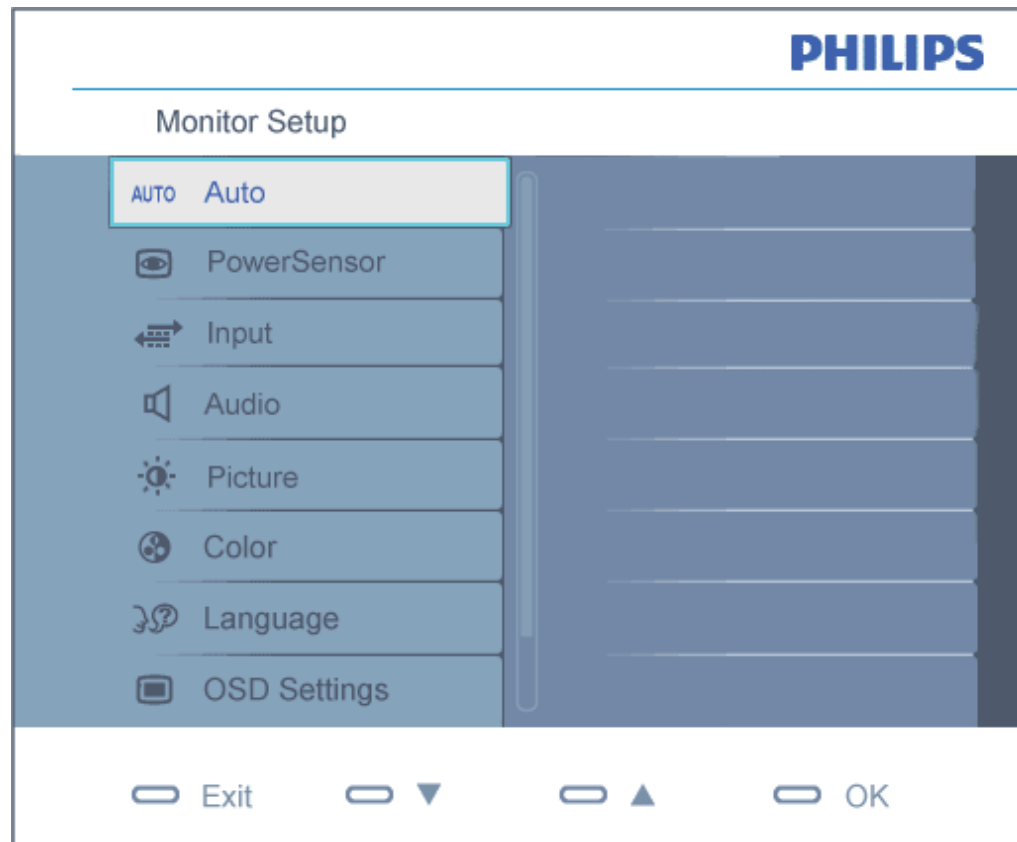 PHILIPS
Monitor Setup
AUTO Auto
PowerSensor
Input
Audio
Picture
Color
Language
OSD Settings
Exit ▼ ▲ OK